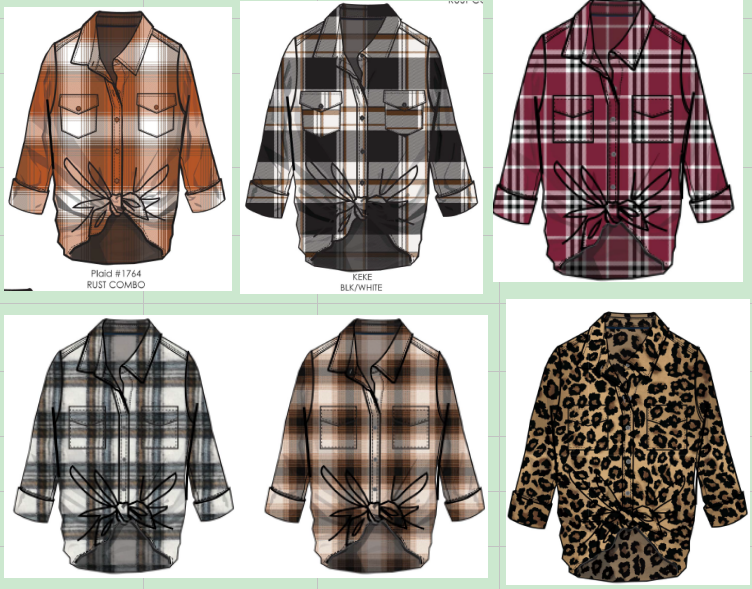 Plaid #1764
RUST COMBO
KEKE
BLK/WHITE